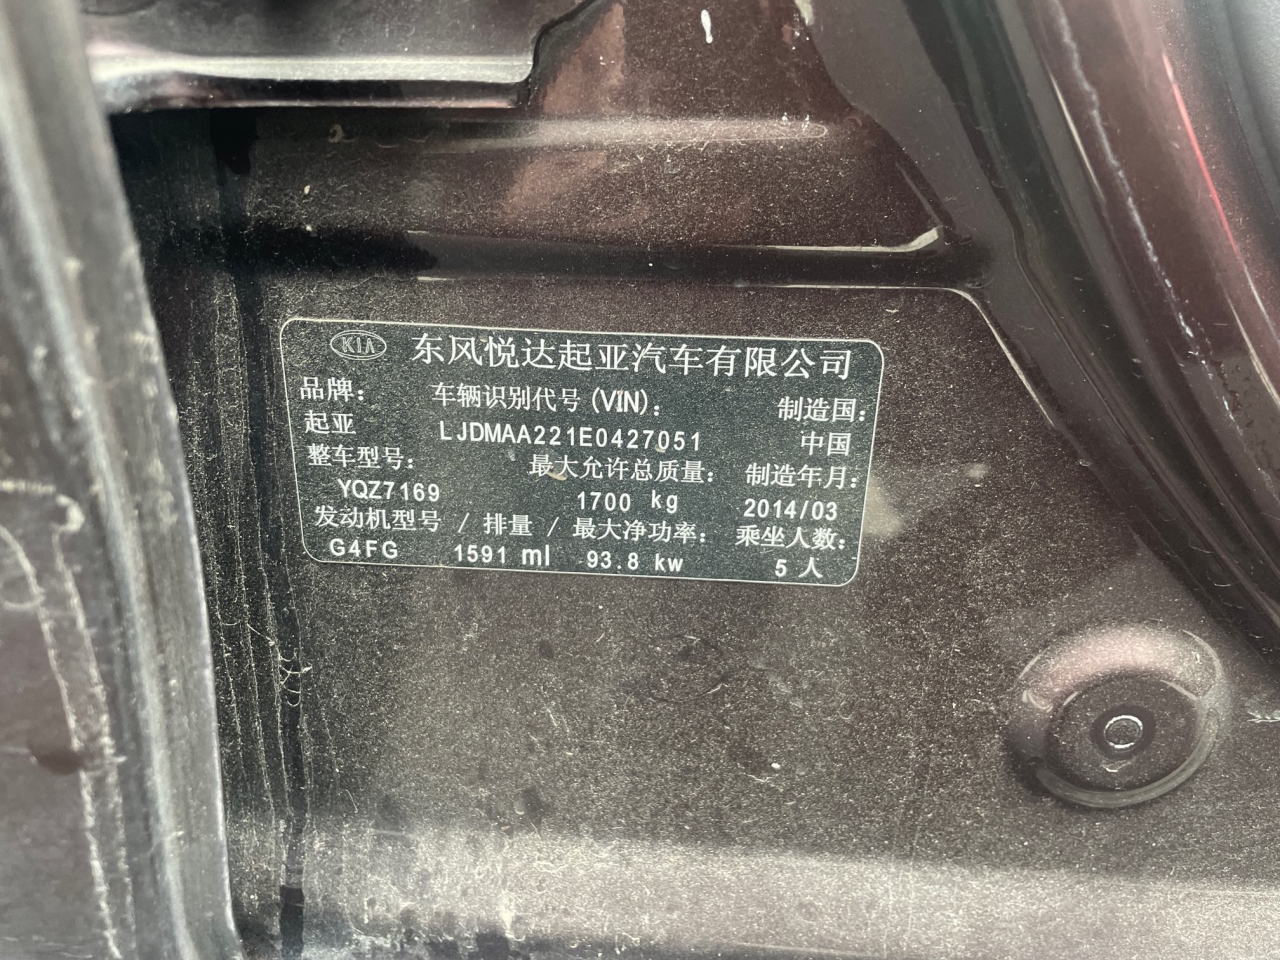 KIA 东风悦达起亚汽车有限公司
品牌： 车辆识别代号(VIN)： 制造国：
起亚 LJDMAA221E0427051 中国
整车型号： 最大允许总质量： 制造年月：
YQZ7169 1700 kg 2014/03
发动机型号 / 排量 / 最大净功率： 乘坐人数：
G4FG 1591 ml 93.8 kw 5 人